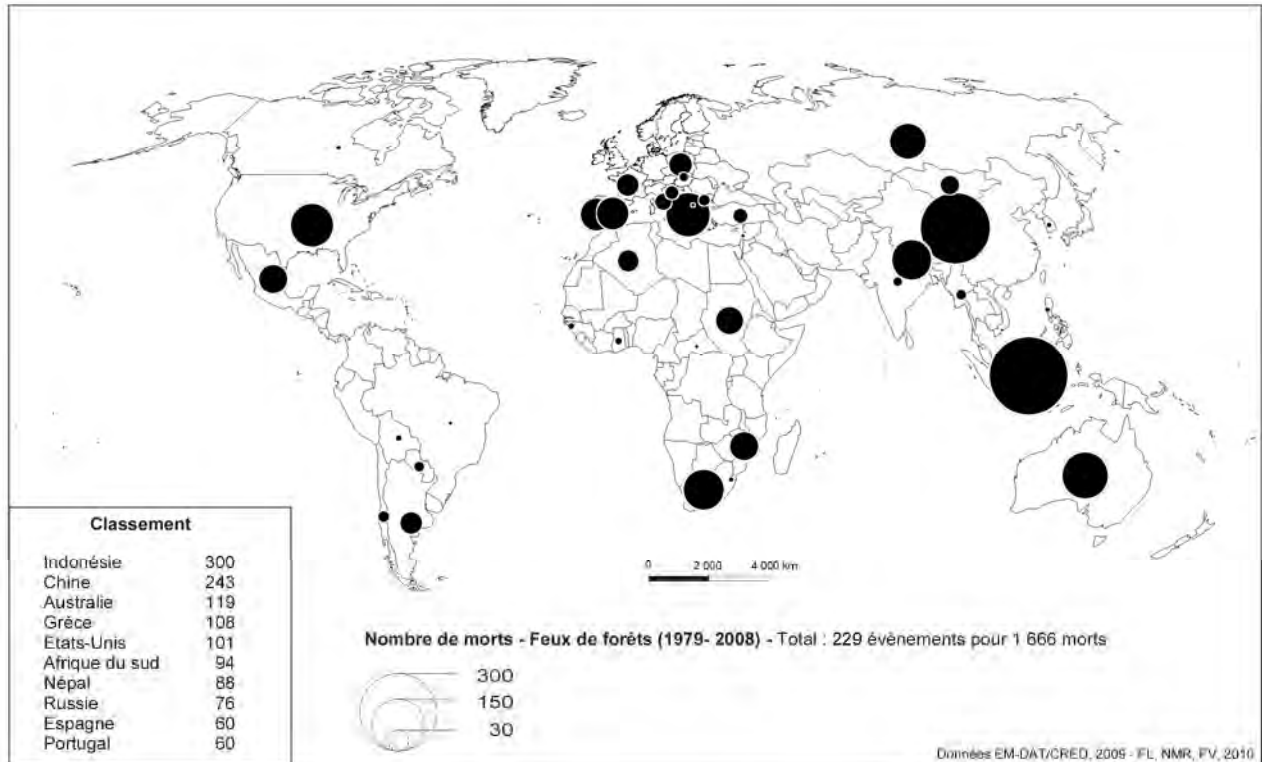 Classement
Indonésie 300
Chine 243
Australie 119
Grèce 108
Etats-Unis 101
Afrique du sud 94
Népal 88
Russie 76
Espagne 60
Portugal 60
0 2 000 4 000 km
Nombre de morts - Feux de forêts (1979- 2008) - Total : 229 évènements pour 1 666 morts
300
150
30
Données EM-DAT/CRED, 2009 - FL, NMR, FV, 2010